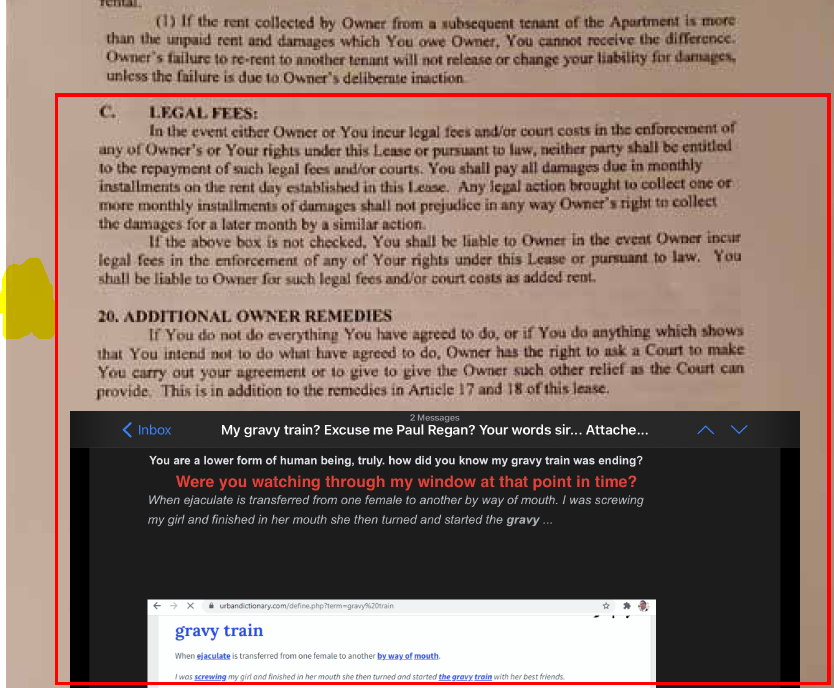 rental.
(1) If the rent collected by Owner from a subsequent tenant of the Apartment is more
than the unpaid rent and damages which You owe Owner, You cannot receive the difference.
Owner's failure to re-rent to another tenant will not release or change your liability for damages,
unless the failure is due to Owner's deliberate inaction.
C. LEGAL FEES:
In the event either Owner or You incur legal fees and/or court costs in the enforcement of
any of Owner's or Your rights under this Lease or pursuant to law, neither party shall be entitled
to the repayment of such legal fees and/or courts. You shall pay all damages due in monthly
installments on the rent day established in this Lease. Any legal action brought to collect one or
more monthly installments of damages shall not prejudice in any way Owner's right to collect
the damages for a later month by a similar action.
If the above box is not checked, You shall be liable to Owner in the event Owner incur
legal fees in the enforcement of any of Your rights under this Lease or pursuant to law. You
shall be liable to Owner for such legal fees and/or court costs as added rent.
20. ADDITIONAL OWNER REMEDIES
If You do not do everything You have agreed to do, or if You do anything which shows
that You intend not to do what have agreed to do, Owner has the right to ask a Court to make
You carry out your agreement or to give to give the Owner such other relief as the Court can
provide. This is in addition to the remedies in Article 17 and 18 of this lease.
2 Messages
Inbox My gravy train? Excuse me Paul Regan? Your words sir... Attache...
You are a lower form of human being, truly. how did you know my gravy train was ending?
Were you watching through my window at that point in time?
When ejaculate is transferred from one female to another by way of mouth. I was screwing
my girl and finished in her mouth she then turned and started the gravy ...
urbandictionary.com/define.php?term=gravy%20train
gravy train
When ejaculate is transferred from one female to another by way of mouth.
I was screwing my girl and finished in her mouth she then turned and started the gravy train with her best friends.